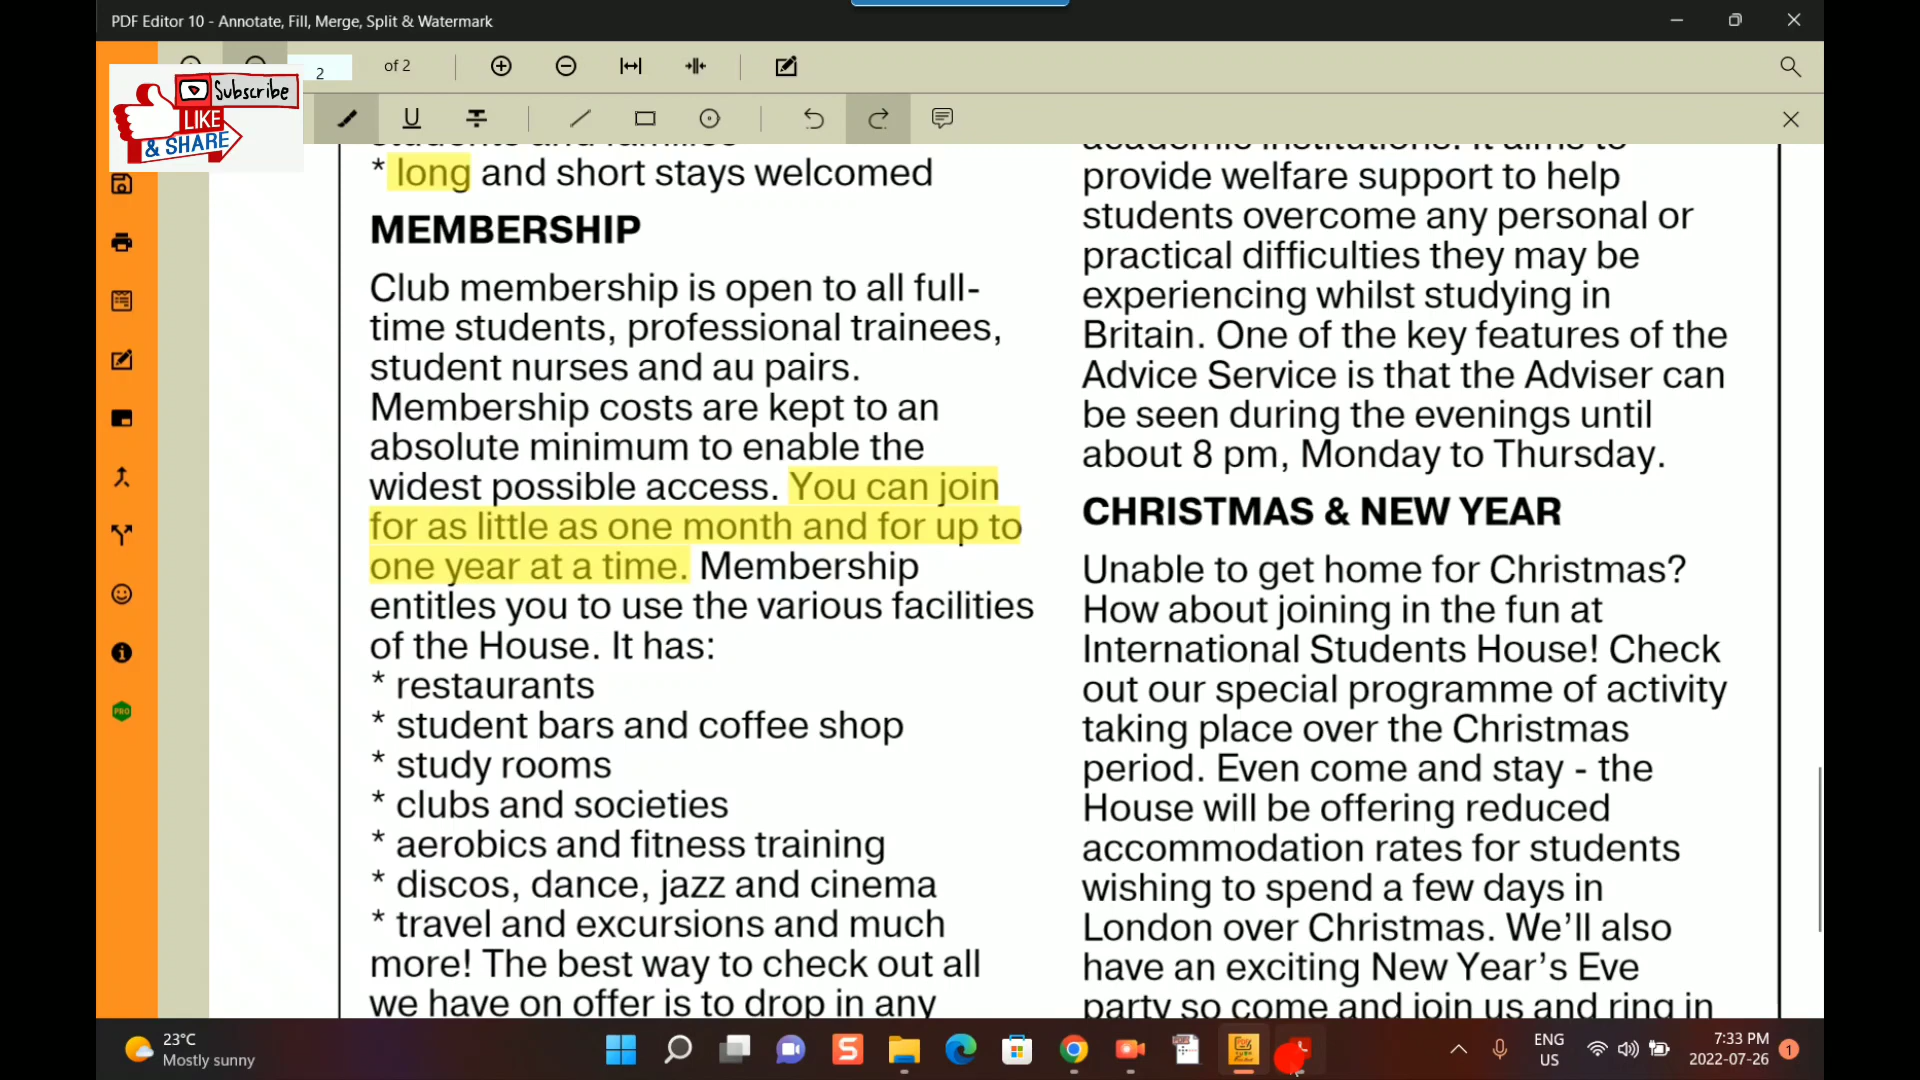 PDF Editor 10 - Annotate, Fill, Merge, Split & Watermark
2
of 2
Subscribe
LIKE
& SHARE
* long and short stays welcomed
MEMBERSHIP
Club membership is open to all full-
time students, professional trainees,
student nurses and au pairs.
Membership costs are kept to an
absolute minimum to enable the
widest possible access. You can join
for as little as one month and for up to
one year at a time. Membership
entitles you to use the various facilities
of the House. It has:
* restaurants
* student bars and coffee shop
* study rooms
* clubs and societies
* aerobics and fitness training
* discos, dance, jazz and cinema
* travel and excursions and much
more! The best way to check out all
we have on offer is to drop in any
academic institutions. It aims to
provide welfare support to help
students overcome any personal or
practical difficulties they may be
experiencing whilst studying in
Britain. One of the key features of the
Advice Service is that the Adviser can
be seen during the evenings until
about 8 pm, Monday to Thursday.
CHRISTMAS & NEW YEAR
Unable to get home for Christmas?
How about joining in the fun at
International Students House! Check
out our special programme of activity
taking place over the Christmas
period. Even come and stay - the
House will be offering reduced
accommodation rates for students
wishing to spend a few days in
London over Christmas. We’ll also
have an exciting New Year’s Eve
party so come and join us and ring in
PRO
23°C
Mostly sunny
ENG
US
7:33 PM
2022-07-26
1